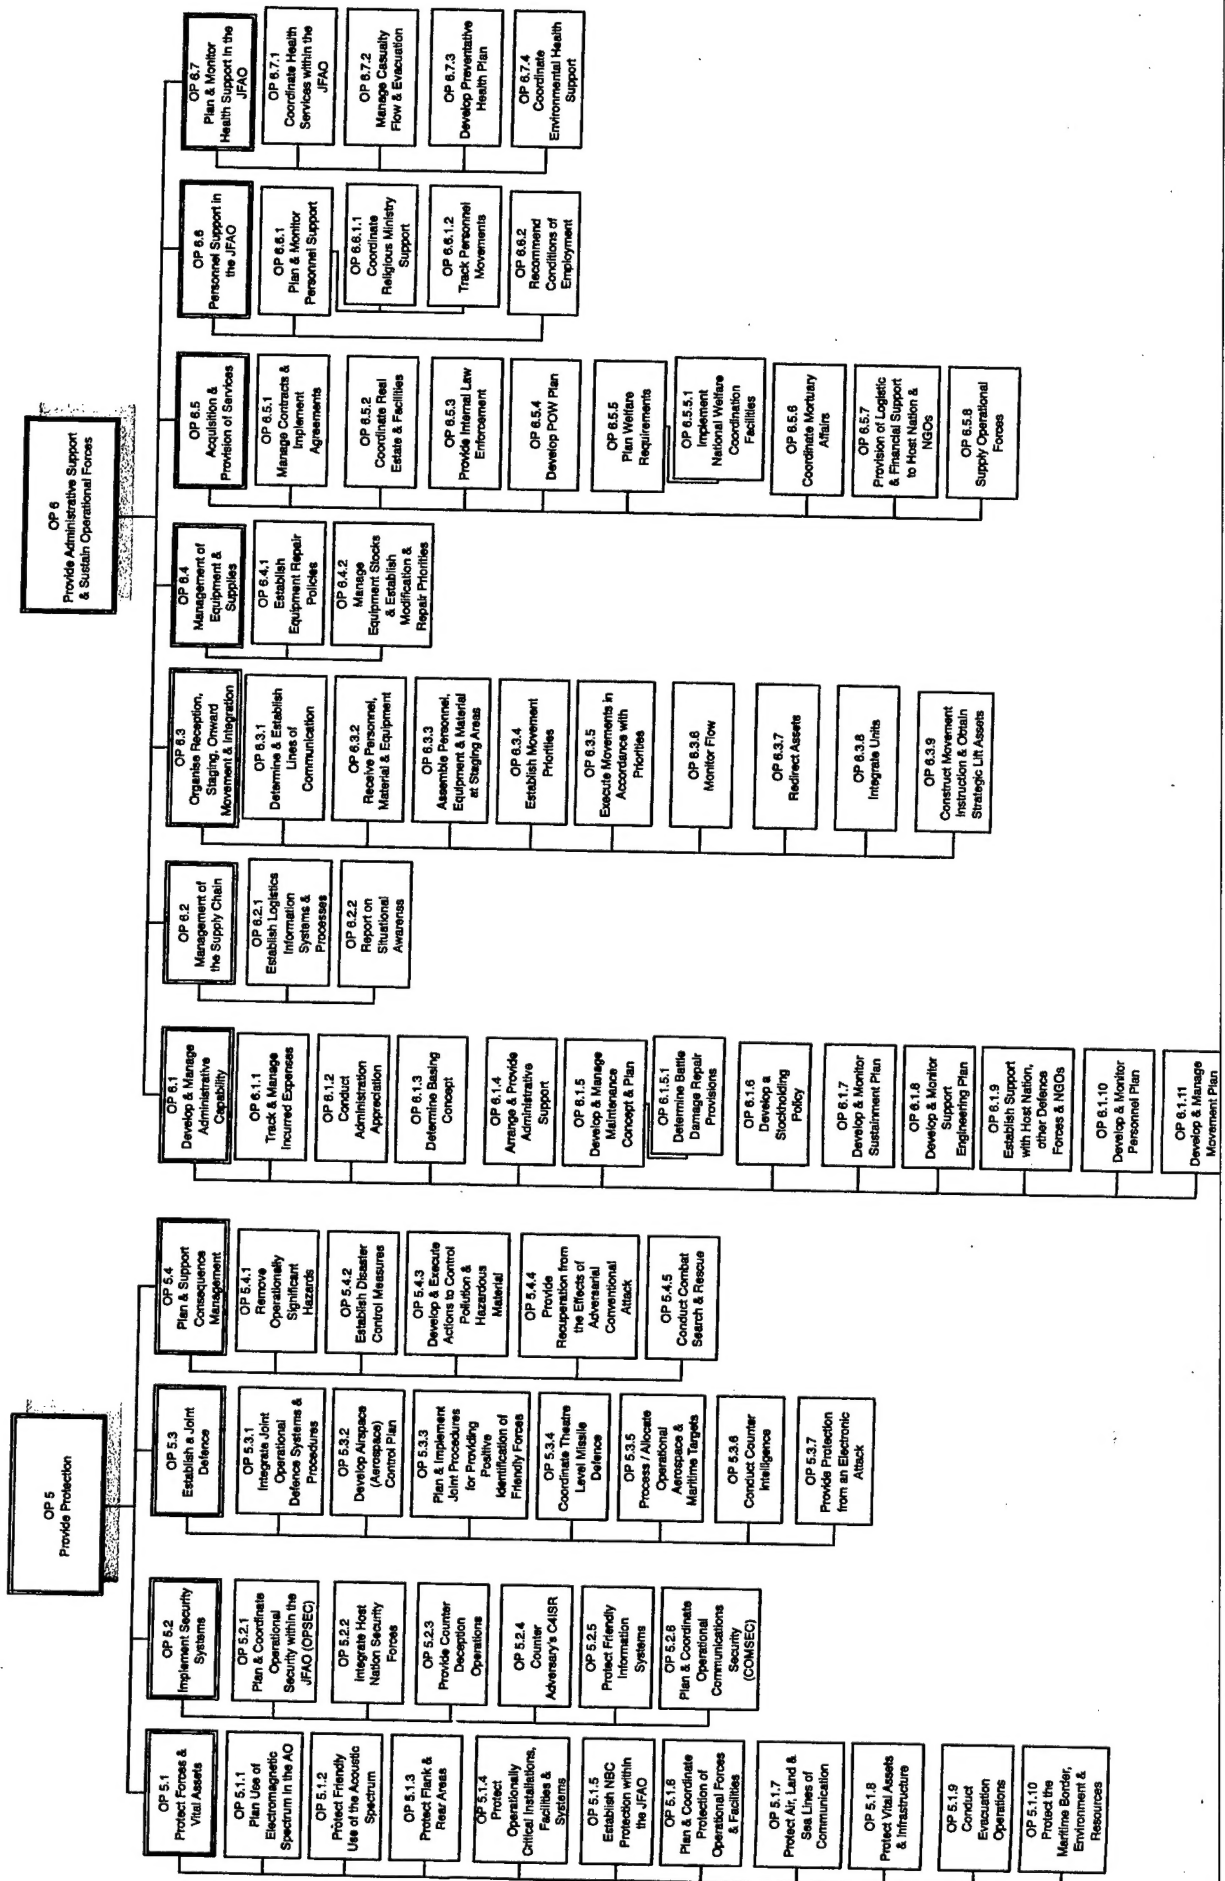 OP 5
Provide Protection
OP 5.1
Protect Forces &
Vital Assets
OP 5.1.1
Plan Use of
Electromagnetic
Spectrum in the AO
OP 5.1.2
Protect Friendly
Use of the Acoustic
Spectrum
OP 5.1.3
Protect Flank &
Rear Areas
OP 5.1.4
Protect
Operationally
Critical Installations,
Facilities &
Systems
OP 5.1.5
Establish NBC
Protection within
the JFAO
OP 5.1.6
Plan & Coordinate
Protection of
Operational Forces
& Facilities
OP 5.1.7
Protect Air, Land &
Sea Lines of
Communication
OP 5.1.8
Protect Vital Assets
& Infrastructure
OP 5.1.9
Conduct
Evacuation
Operations
OP 5.1.10
Protect the
Maritime Border,
Environment &
Resources
OP 5.2
Implement Security
Systems
OP 5.2.1
Plan & Coordinate
Operational
Security within the
JFAO (OPSEC)
OP 5.2.2
Integrate Host
Nation Security
Forces
OP 5.2.3
Provide Counter
Deception
Operations
OP 5.2.4
Counter
Adversary's C4ISR
OP 5.2.5
Protect Friendly
Information
Systems
OP 5.2.6
Plan & Coordinate
Operational
Communications
Security
(COMSEC)
OP 5.3
Establish a Joint
Defence
OP 5.3.1
Integrate Joint
Operational
Defence Systems &
Procedures
OP 5.3.2
Develop Airspace
(Aerospace)
Control Plan
OP 5.3.3
Plan & Implement
Joint Procedures
for Providing
Positive
Identification of
Friendly Forces
OP 5.3.4
Coordinate Theatre
Level Missile
Defence
OP 5.3.5
Process / Allocate
Operational
Aerospace &
Maritime Targets
OP 5.3.6
Conduct Counter
Intelligence
OP 5.3.7
Provide Protection
from an Electronic
Attack
OP 5.4
Plan & Support
Consequence
Management
OP 5.4.1
Remove
Operationally
Significant
Hazards
OP 5.4.2
Establish Disaster
Control Measures
OP 5.4.3
Develop & Execute
Actions to Control
Pollution &
Hazardous
Material
OP 5.4.4
Provide
Recuperation from
the Effects of
Adversarial
Conventional
Attack
OP 5.4.5
Conduct Combat
Search & Rescue
OP 6
Provide Administrative Support
& Sustain Operational Forces
OP 6.1
Develop & Manage
Administrative
Capability
OP 6.1.1
Track & Manage
Incurred Expenses
OP 6.1.2
Conduct
Administration
Appreciation
OP 6.1.3
Determine Basing
Concept
OP 6.1.4
Arrange & Provide
Administrative
Support
OP 6.1.5
Develop & Manage
Maintenance
Concept & Plan
OP 6.1.5.1
Determine Battle
Damage Repair
Provisions
OP 6.1.6
Develop a
Stockholding
Policy
OP 6.1.7
Develop & Monitor
Sustainment Plan
OP 6.1.8
Develop & Monitor
Support
Engineering Plan
OP 6.1.9
Establish Support
with Host Nation,
other Defence
Forces & NGOs
OP 6.1.10
Develop & Monitor
Personnel Plan
OP 6.1.11
Develop & Manage
Movement Plan
OP 6.2
Management of
the Supply Chain
OP 6.2.1
Establish Logistics
Information
Systems &
Processes
OP 6.2.2
Report on
Situational
Awarenss
OP 6.3
Organise Reception,
Staging, Onward
Movement & Integration
OP 6.3.1
Determine & Establish
Lines of
Communication
OP 6.3.2
Receive Personnel,
Material & Equipment
OP 6.3.3
Assemble Personnel,
Equipment & Material
at Staging Areas
OP 6.3.4
Establish Movement
Priorities
OP 6.3.5
Execute Movements in
Accordance with
Priorities
OP 6.3.6
Monitor Flow
OP 6.3.7
Redirect Assets
OP 6.3.8
Integrate Units
OP 6.3.9
Construct Movement
Instruction & Obtain
Strategic Lift Assets
OP 6.4
Management of
Equipment &
Supplies
OP 6.4.1
Establish
Equipment Repair
Policies
OP 6.4.2
Manage
Equipment Stocks
& Establish
Modification &
Repair Priorities
OP 6.5
Acquisition &
Provision of Services
OP 6.5.1
Manage Contracts &
Implement
Agreements
OP 6.5.2
Coordinate Real
Estate & Facilities
OP 6.5.3
Provide Internal Law
Enforcement
OP 6.5.4
Develop POW Plan
OP 6.5.5
Plan Welfare
Requirements
OP 6.5.5.1
Implement
National Welfare
Coordination
Facilities
OP 6.5.6
Coordinate Mortuary
Affairs
OP 6.5.7
Provision of Logistic
& Financial Support
to Host Nation &
NGOs
OP 6.5.8
Supply Operational
Forces
OP 6.6
Personnel Support in
the JFAO
OP 6.6.1
Plan & Monitor
Personnel Support
OP 6.6.1.1
Coordinate
Religious Ministry
Support
OP 6.6.1.2
Track Personnel
Movements
OP 6.6.2
Recommend
Conditions of
Employment
OP 6.7
Plan & Monitor
Health Support In the
JFAO
OP 6.7.1
Coordinate Health
Services within the
JFAO
OP 6.7.2
Manage Casualty
Flow & Evacuation
OP 6.7.3
Develop Preventative
Health Plan
OP 6.7.4
Coordinate
Environmental Health
Support